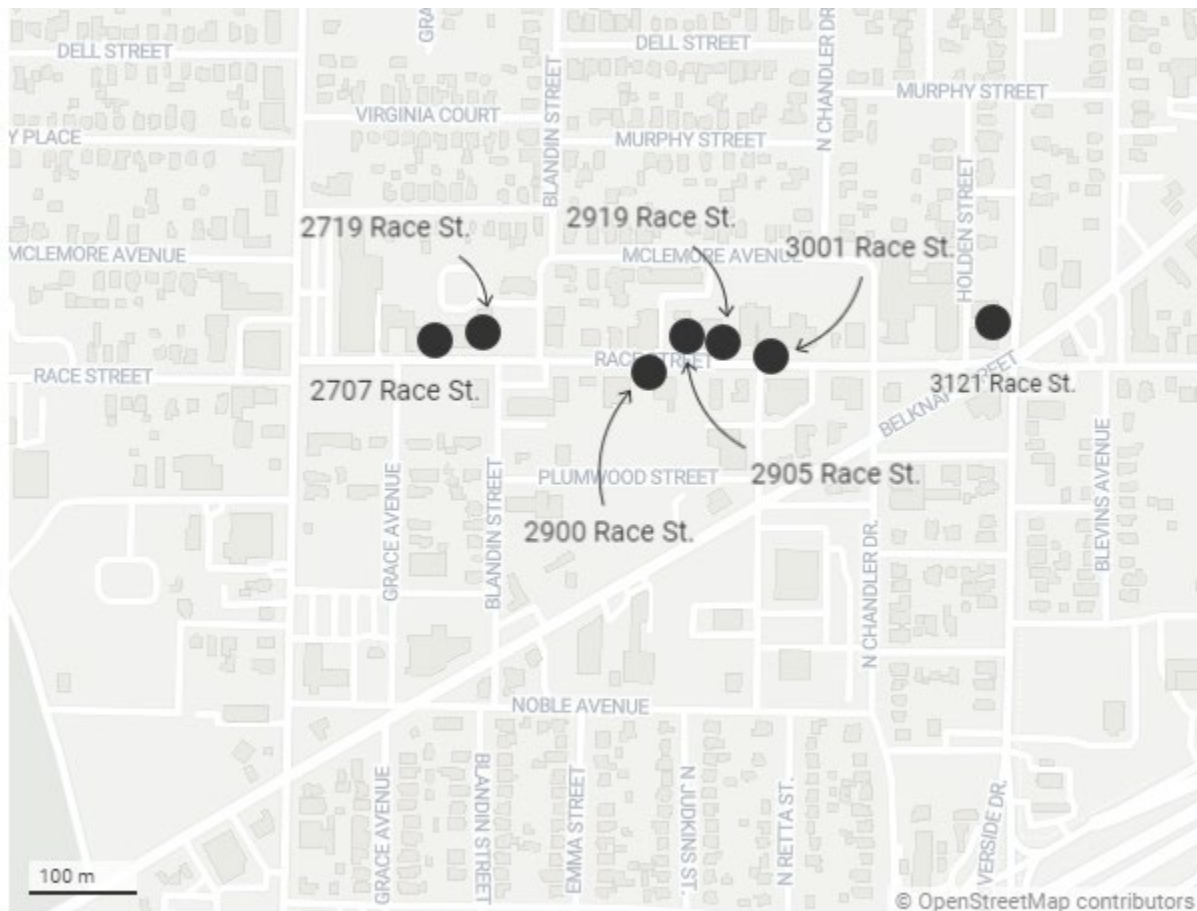 GRA
DELL STREET
DELL STREET
N CHANDLER DR
MURPHY STREET
VIRGINIA COURT
BLANDIN STREET
Y PLACE
MURPHY STREET
HOLDEN STREET
2719 Race St.
2919 Race St.
3001 Race St.
MCLEMORE AVENUE
MCLEMORE AVENUE
RACE STREET
RACE STREET
2707 Race St.
3121 Race St.
BELKNAP STREET
BLEVINS AVENUE
2905 Race St.
PLUMWOOD STREET
GRACE AVENUE
BLANDIN STREET
2900 Race St.
N CHANDLER DR.
NOBLE AVENUE
GRACE AVENUE
BLANDIN STREET
EMMA STREET
N JUDKINS ST.
N RETTA ST.
VERSIDE DR.
100 m
© OpenStreetMap contributors